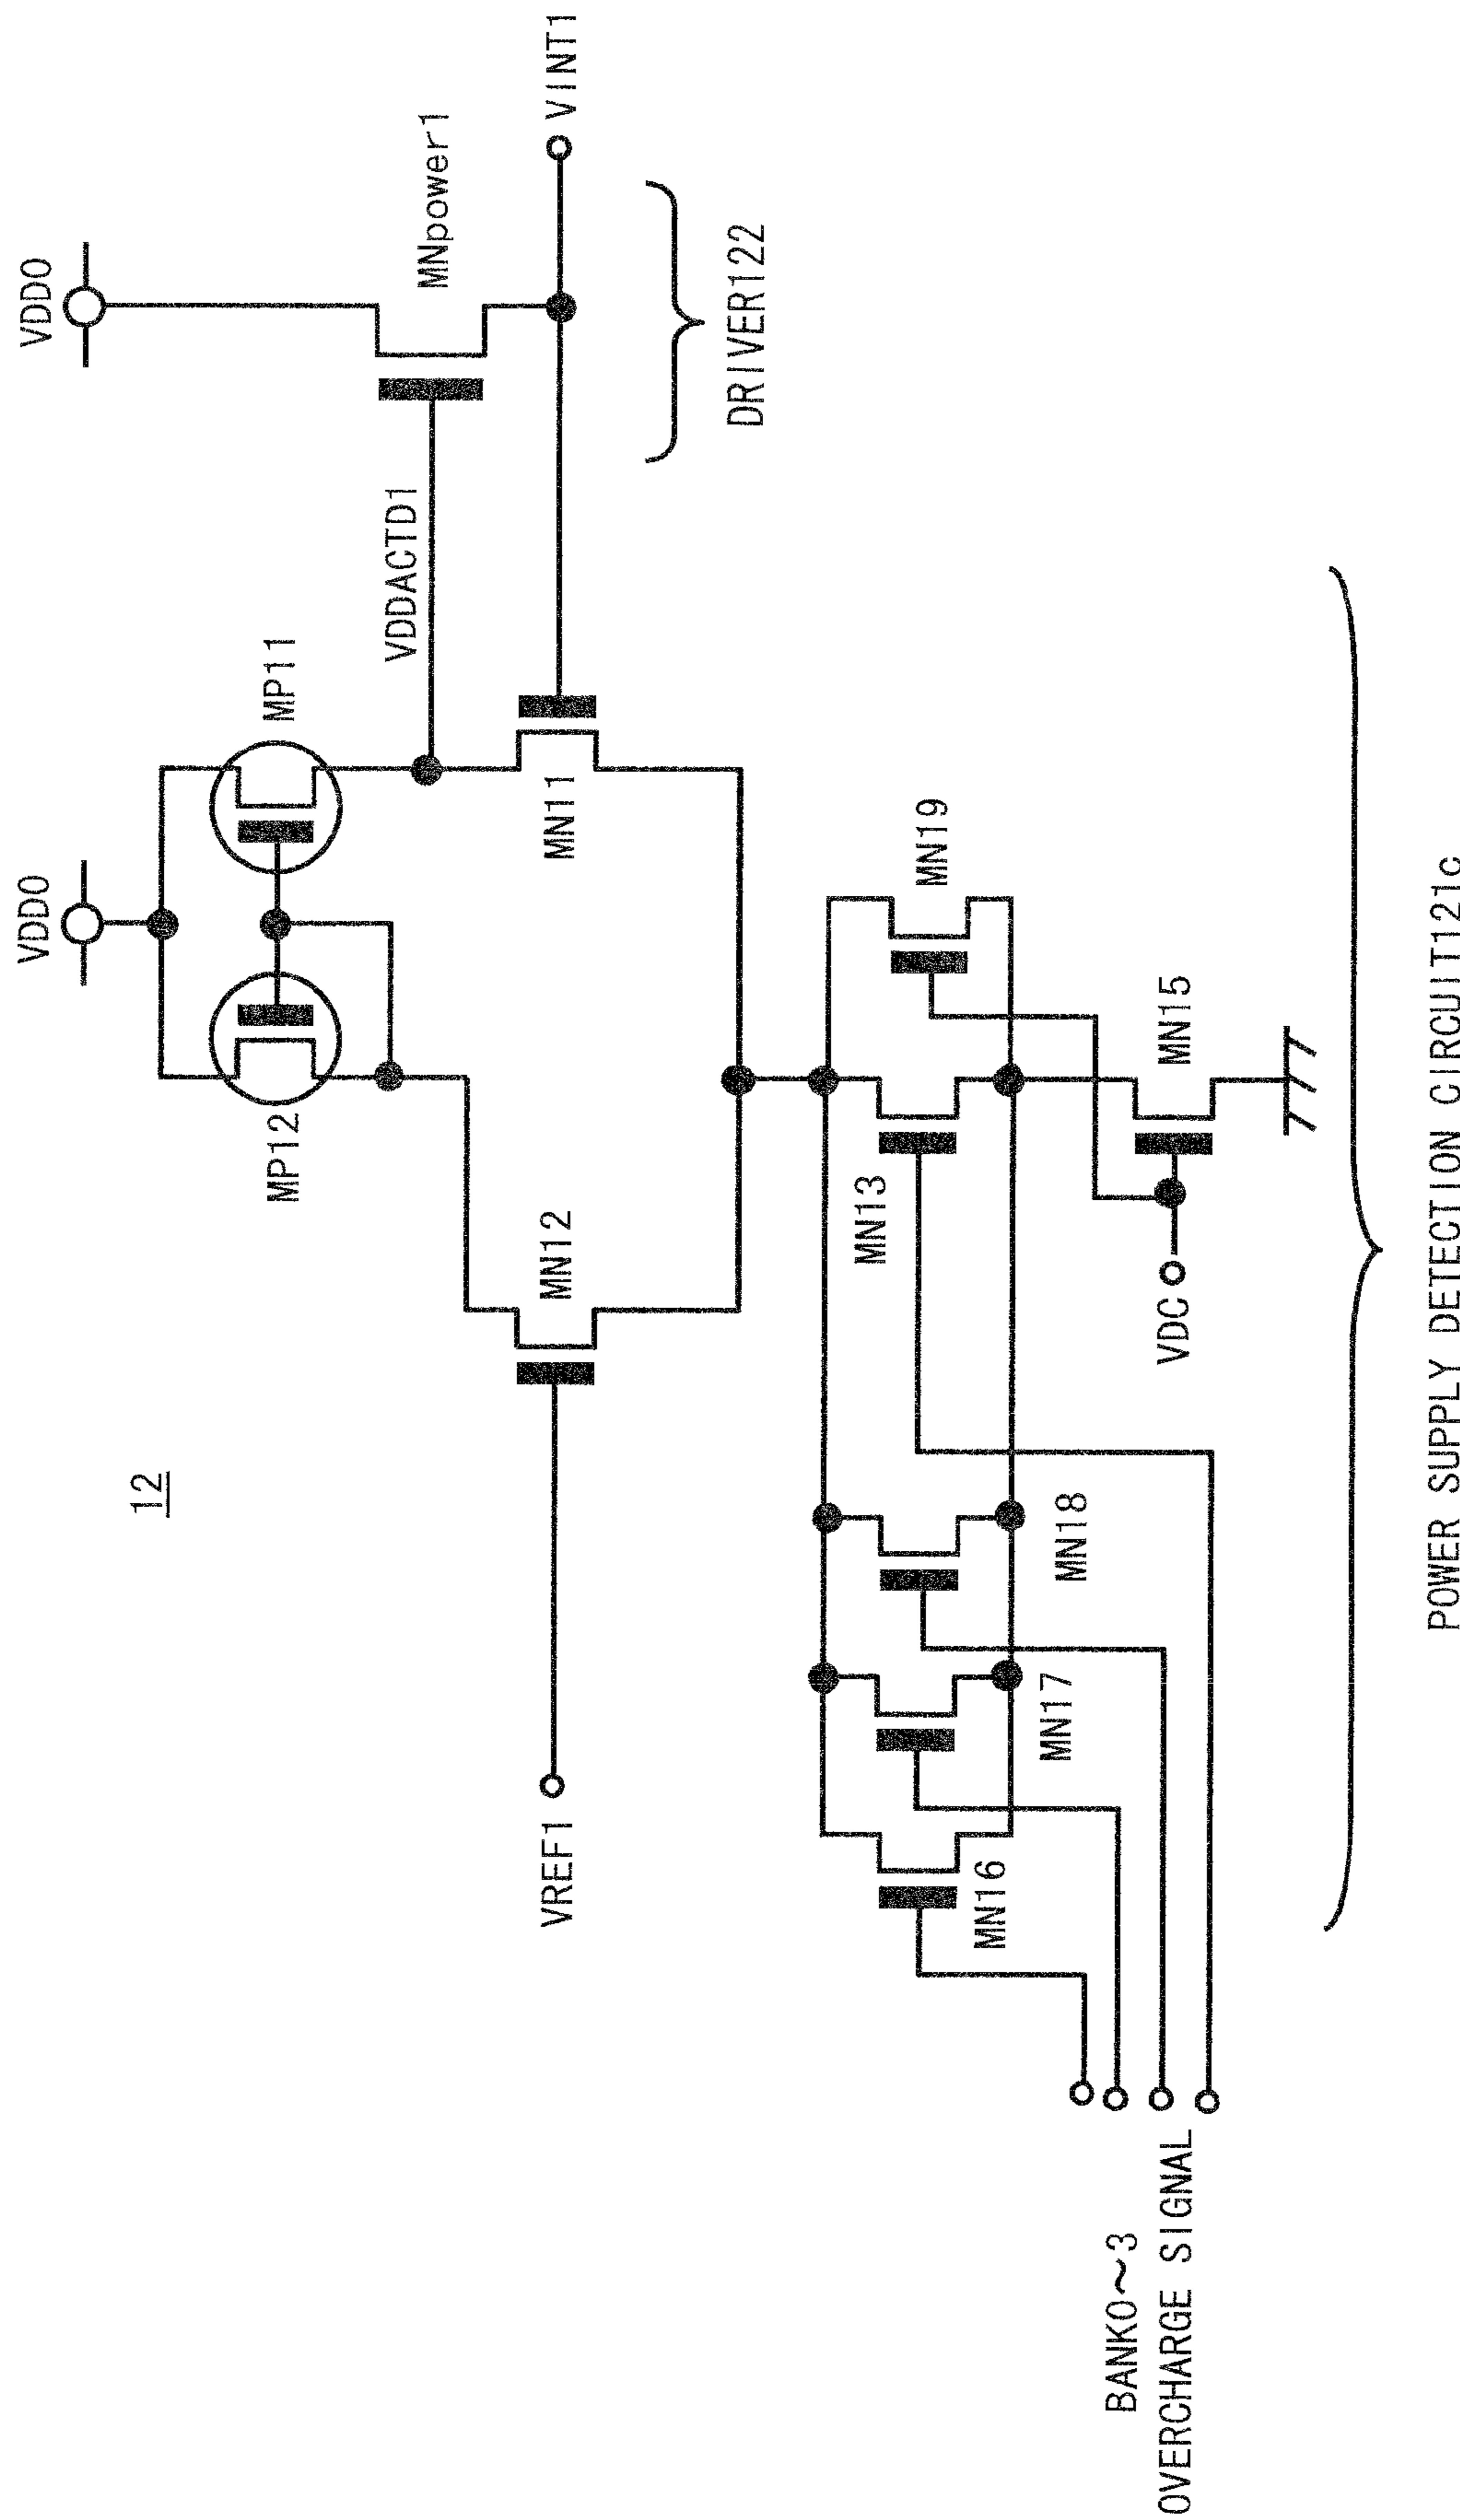 12
VDD0
VDD0
MP12
MP11
VDDACTD1
MNpower1
VINT1
DRIVER122
VREF1
MN12
MN11
MN16
MN17
MN18
MN13
MN19
VDC
MN15
BANK0~3
OVERCHARGE SIGNAL
POWER SUPPLY DETECTION CIRCUIT121c